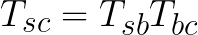 T_{sc} = T_{sb}T_{bc}